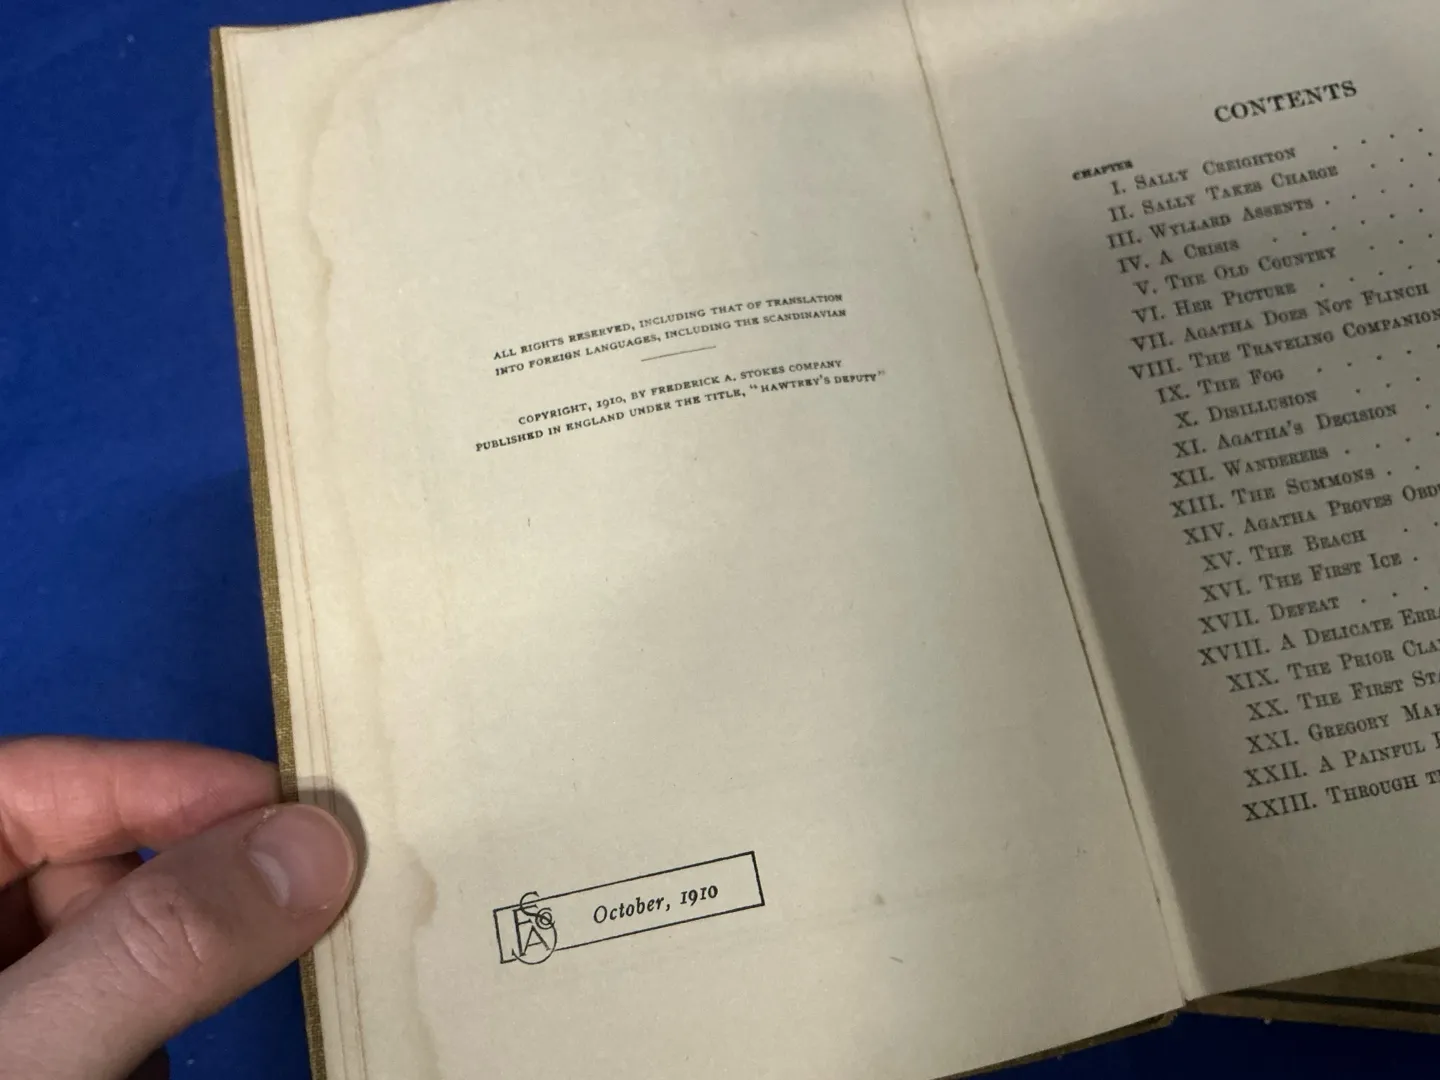 ALL RIGHTS RESERVED, INCLUDING THAT OF TRANSLATION
INTO FOREIGN LANGUAGES, INCLUDING THE SCANDINAVIAN
COPYRIGHT, 1910, BY FREDERICK A. STOKES COMPANY
PUBLISHED IN ENGLAND UNDER THE TITLE, "HAWTREY'S DEPUTY"
October, 1910
CONTENTS
CHAPTER
I. SALLY CREIGHTON
II. SALLY TAKES CHARGE
III. WYLLARD ASSENTS
IV. A CRISIS
V. THE OLD COUNTRY
VI. HER PICTURE
VII. AGATHA DOES NOT FLINCH
VIII. THE TRAVELING COMPANION
IX. THE FOG
X. DISILLUSION
XI. AGATHA'S DECISION
XII. WANDERERS
XIII. THE SUMMONS
XIV. AGATHA PROVES
XV. THE BEACH
XVI. THE FIRST ICE
XVII. DEFEAT
XVIII. A DELICATE
XIX. THE PRIOR
XX. THE FIRST
XXI. GREGORY
XXII. A PAINFUL
XXIII. THROUGH